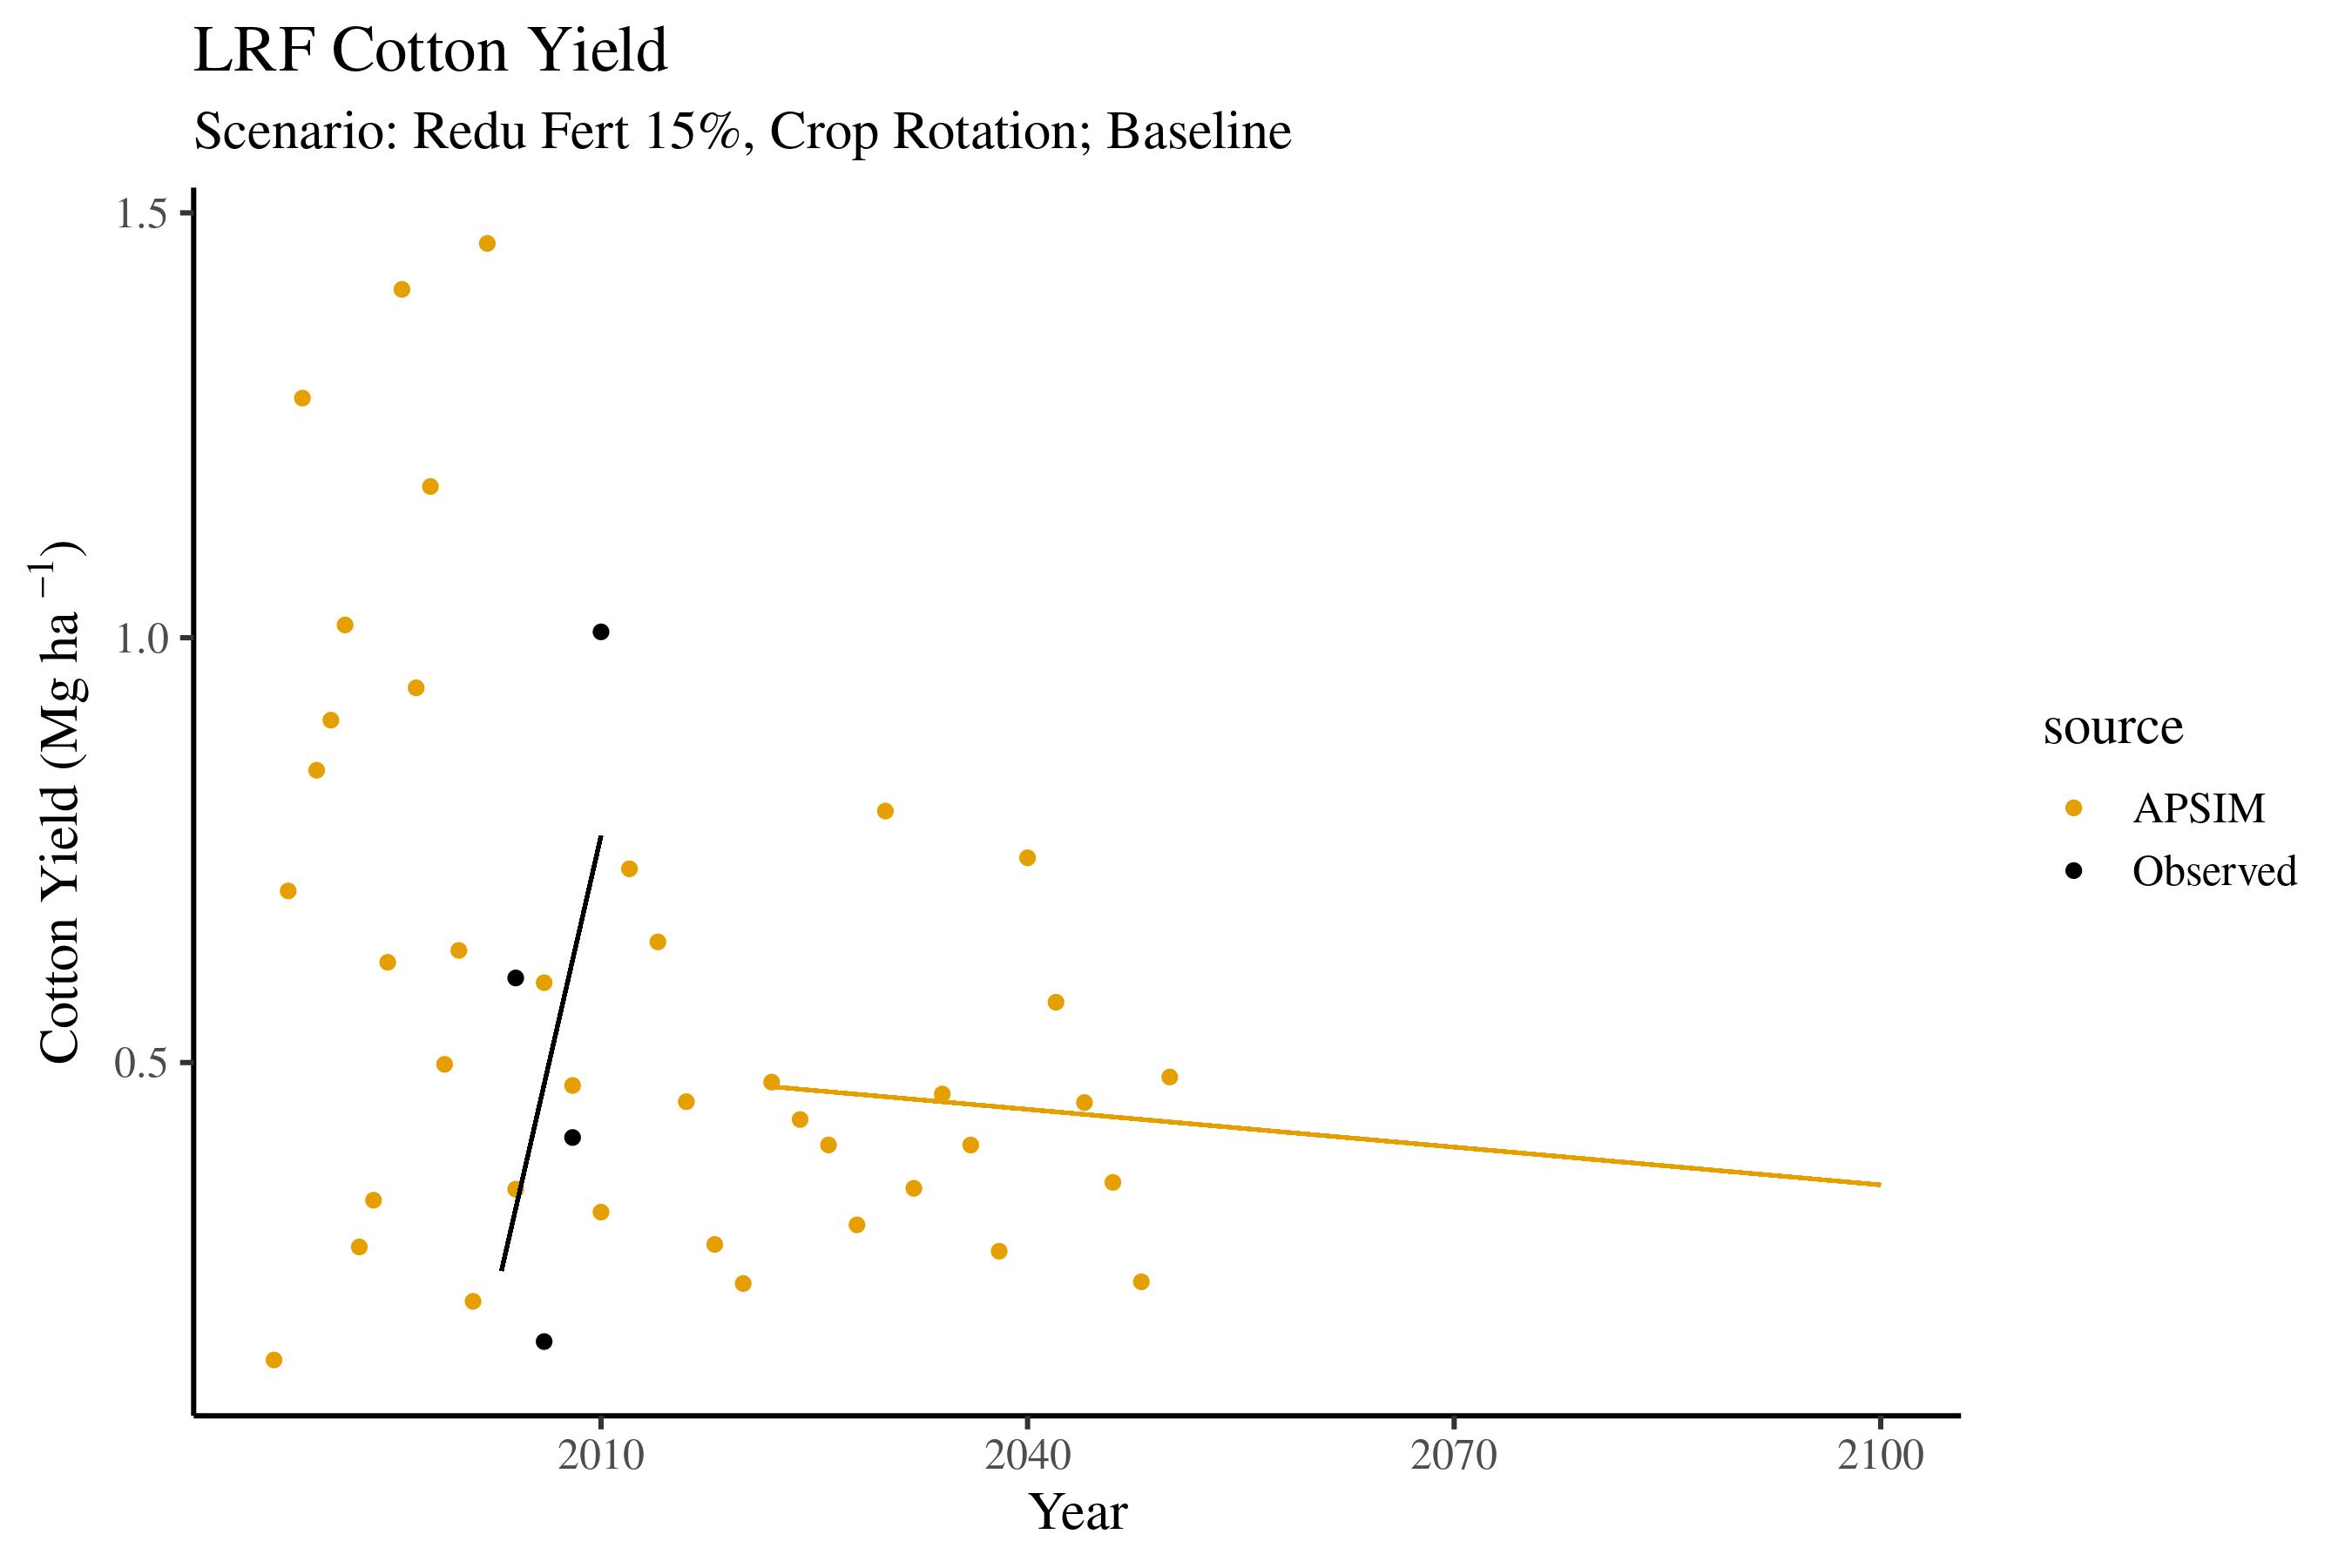 LRF Cotton Yield
Scenario: Redu Fert 15%, Crop Rotation; Baseline
1.5
1.0
0.5
Cotton Yield (Mg ha −1)
2010
2040
2070
2100
Year
source
APSIM
Observed